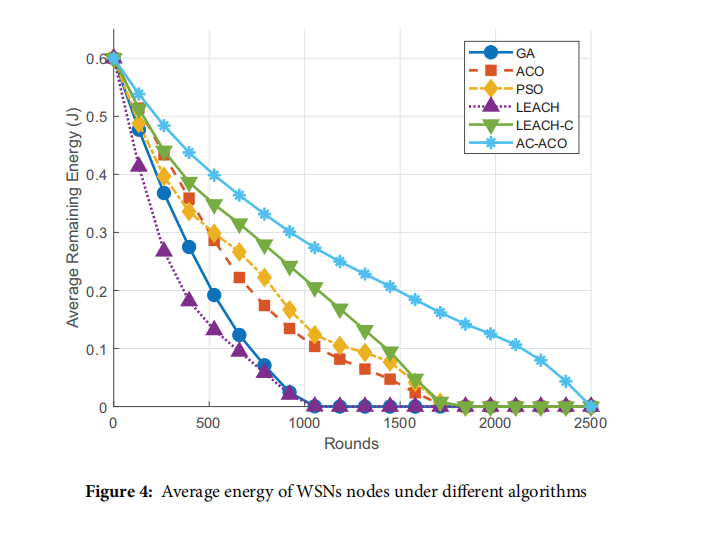 GA
ACO
PSO
LEACH
LEACH-C
AC-ACO
Average Remaining Energy (J)
0.6
0.5
0.4
0.3
0.2
0.1
0
0 500 1000 1500 2000 2500
Rounds
Figure 4: Average energy of WSNs nodes under different algorithms